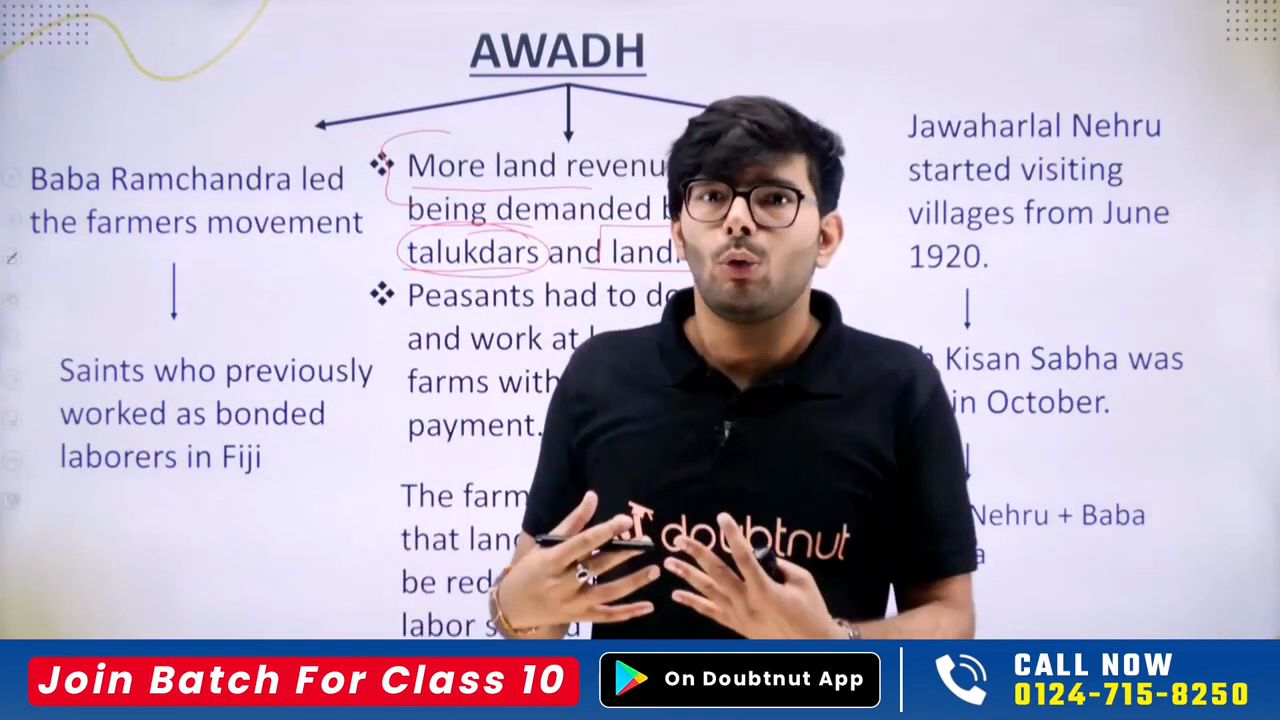 AWADH
Baba Ramchandra led
the farmers movement
Saints who previously
worked as bonded
laborers in Fiji
More land revenu
being demanded
talukdars and land
Peasants had to do
and work at
farms with
payment.
The farm
that land
be red
labor
Jawaharlal Nehru
started visiting
villages from June
1920.
Kisan Sabha was
in October.
Nehru + Baba
doubtnut
Join Batch For Class 10
On Doubtnut App
CALL NOW
0124-715-8250